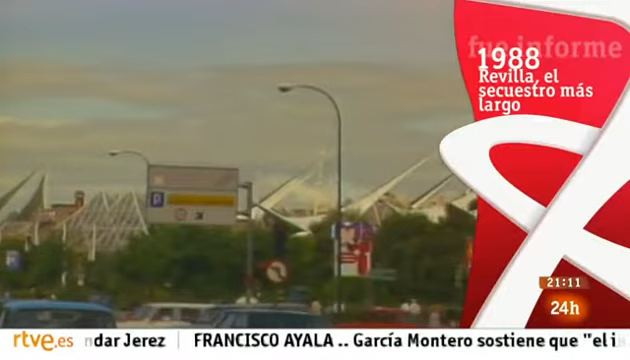 fue informe
1988
Revilla, el
secuestro más
largo
P
21:11
24h
rtve.es
ndar Jerez
FRANCISCO AYALA .. García Montero sostiene que "el i